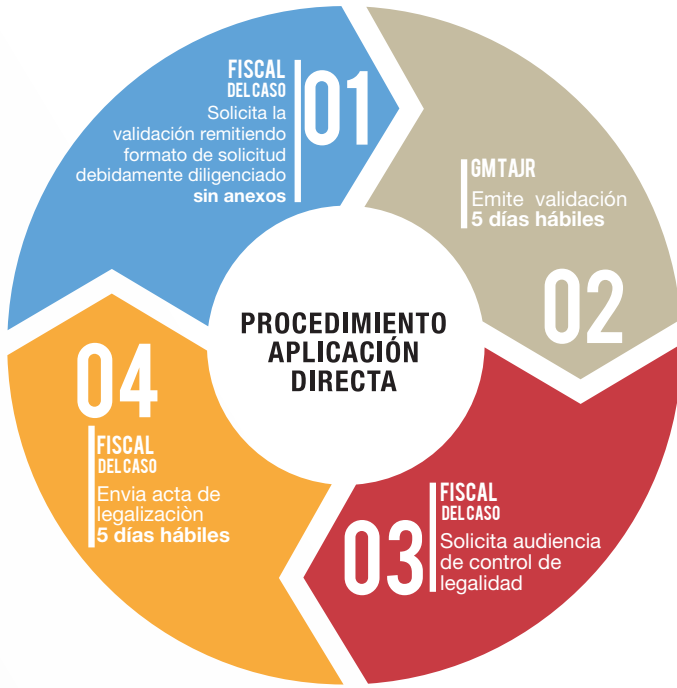 FISCAL
DEL CASO
01
Solicita la
validación remitiendo
formato de solicitud
debidamente diligenciado
sin anexos
GMTAJR
Emite validación
5 días hábiles
02
PROCEDIMIENTO
APLICACIÓN
DIRECTA
03
FISCAL
DEL CASO
Solicita audiencia
de control de
legalidad
04
FISCAL
DEL CASO
Envia acta de
legalizaciòn
5 días hábiles